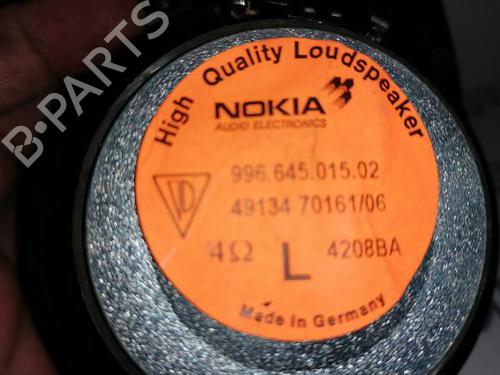 B-PARTS
High Quality Loudspeaker
NOKIA
AUDIO ELECTRONICS
996.645.015.02
49134 70161/06
4Ω L 4208BA
Made in Germany